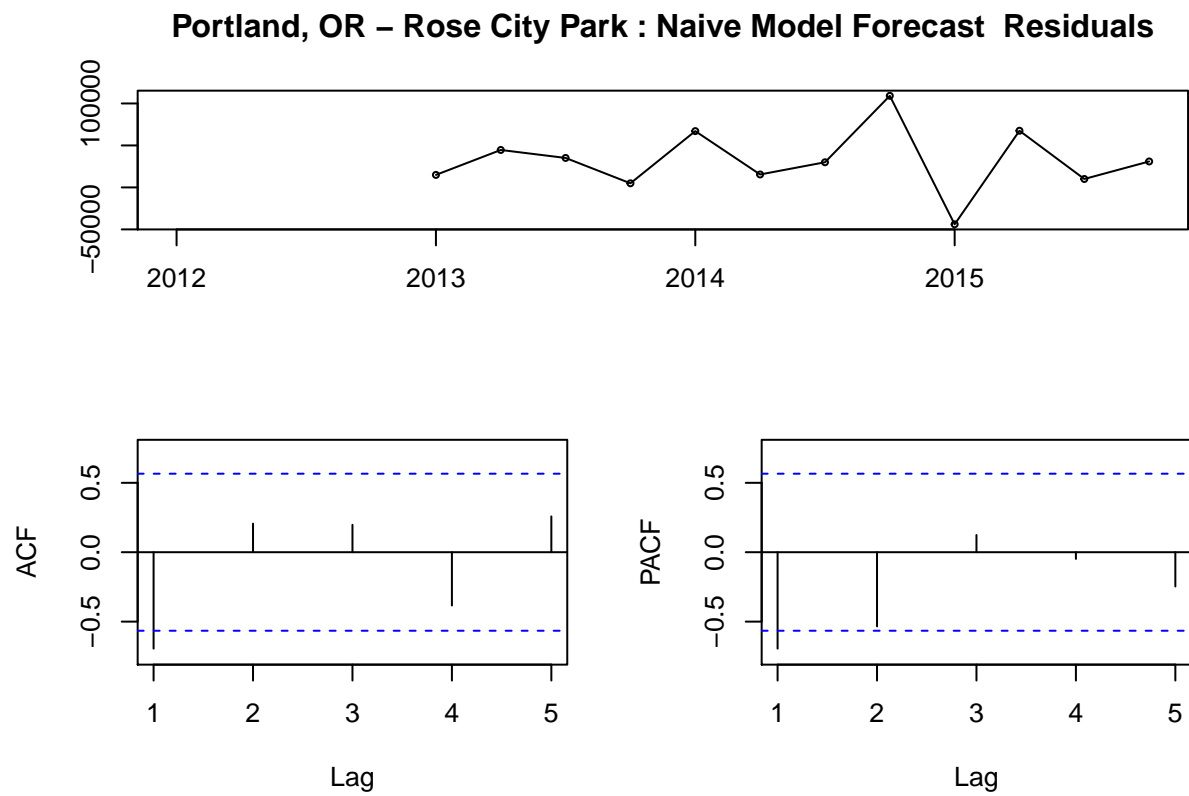 Portland, OR – Rose City Park : Naive Model Forecast  Residuals
100000
−50000
2012 2013 2014 2015
ACF
0.5
0.0
−0.5
1 2 3 4 5
Lag
PACF
0.5
0.0
−0.5
1 2 3 4 5
Lag